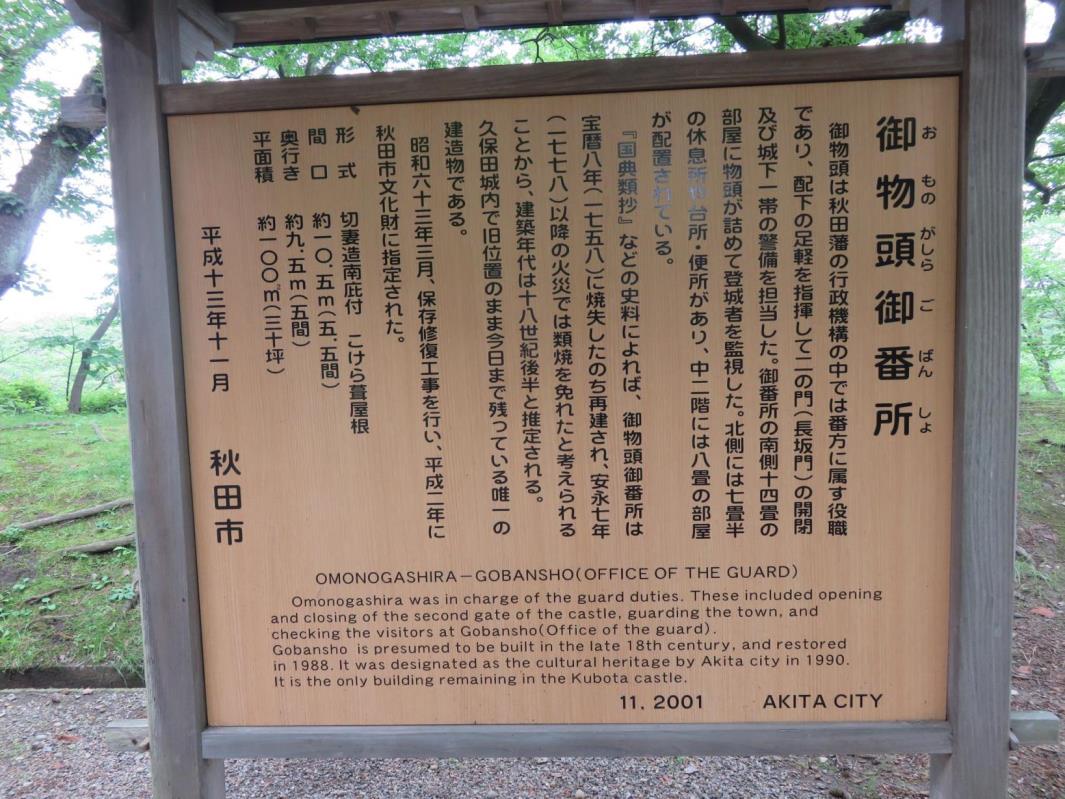 御物頭御番所
お もの がしら ご ばん しょ
御物頭は秋田藩の行政機構の中では番方に属す役職
であり、配下の足軽を指揮して二の門(長坂門)の開閉
及び城下一帯の警備を担当した。御番所の南側十四畳の
部屋に物頭が詰めて登城者を監視した。北側には七畳半
の休息所や台所・便所があり、中二階には八畳の部屋
が配置されている。
『国典類抄』などの史料によれば、御物頭御番所は
宝暦八年(一七五八)に焼失したのち再建され、安永七年
(一七七八)以降の火災では類焼を免れたと考えられる
ことから、建築年代は十八世紀後半と推定される。
久保田城内で旧位置のまま今日まで残っている唯一の
建造物である。
昭和六十三年三月、保存修復工事を行い、平成二年に
秋田市文化財に指定された。
形式 切妻造南庇付 こけら葺屋根
間口 約一〇・五m(五・五間)
奥行き 約九・五m(五間)
平面積 約一〇〇㎡(三十坪)
平成十三年十一月 秋田市
OMONOGASHIRA－GOBANSHO(OFFICE OF THE GUARD)
Omonogashira was in charge of the guard duties. These included opening
and closing of the second gate of the castle, guarding the town, and
checking the visitors at Gobansho(Office of the guard).
Gobansho is presumed to be built in the late 18th century, and restored
in 1988. It was designated as the cultural heritage by Akita city in 1990.
It is the only building remaining in the Kubota castle.
11, 2001 AKITA CITY